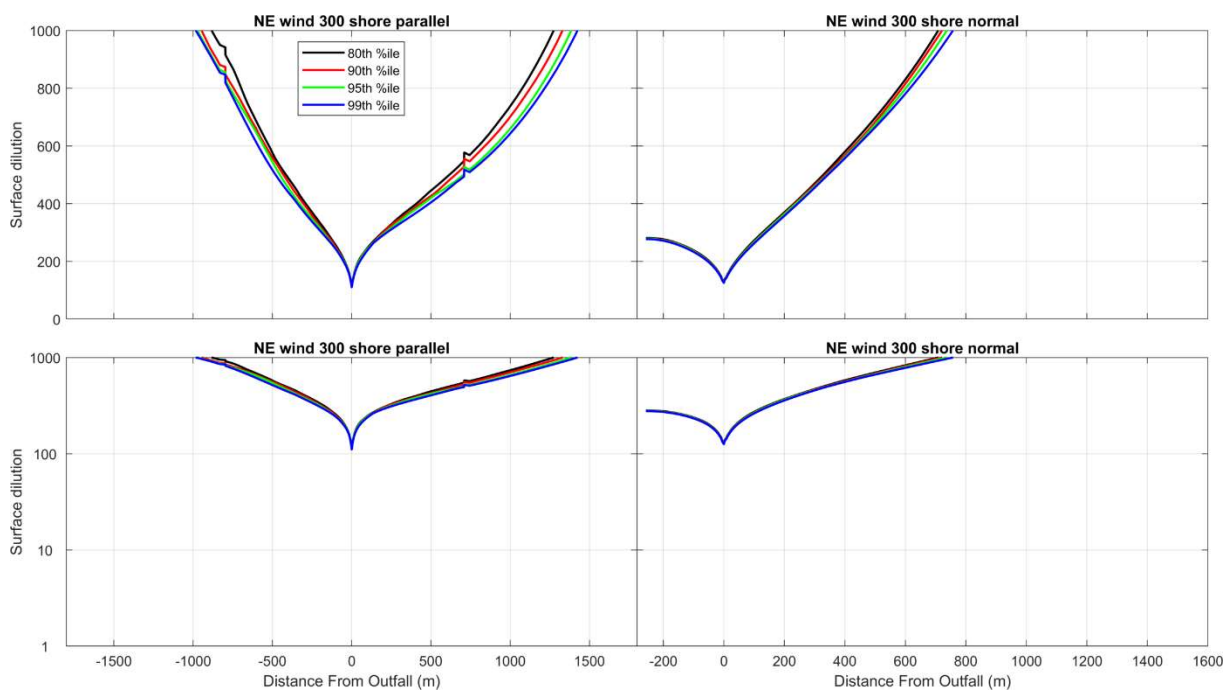 NE wind 300 shore parallel
NE wind 300 shore normal
1000
800
600
400
200
0
Surface dilution
80th %ile
90th %ile
95th %ile
99th %ile
NE wind 300 shore parallel
NE wind 300 shore normal
1000
100
10
1
Surface dilution
-1500 -1000 -500 0 500 1000 1500
-200 0 200 400 600 800 1000 1200 1400 1600
Distance From Outfall (m)
Distance From Outfall (m)